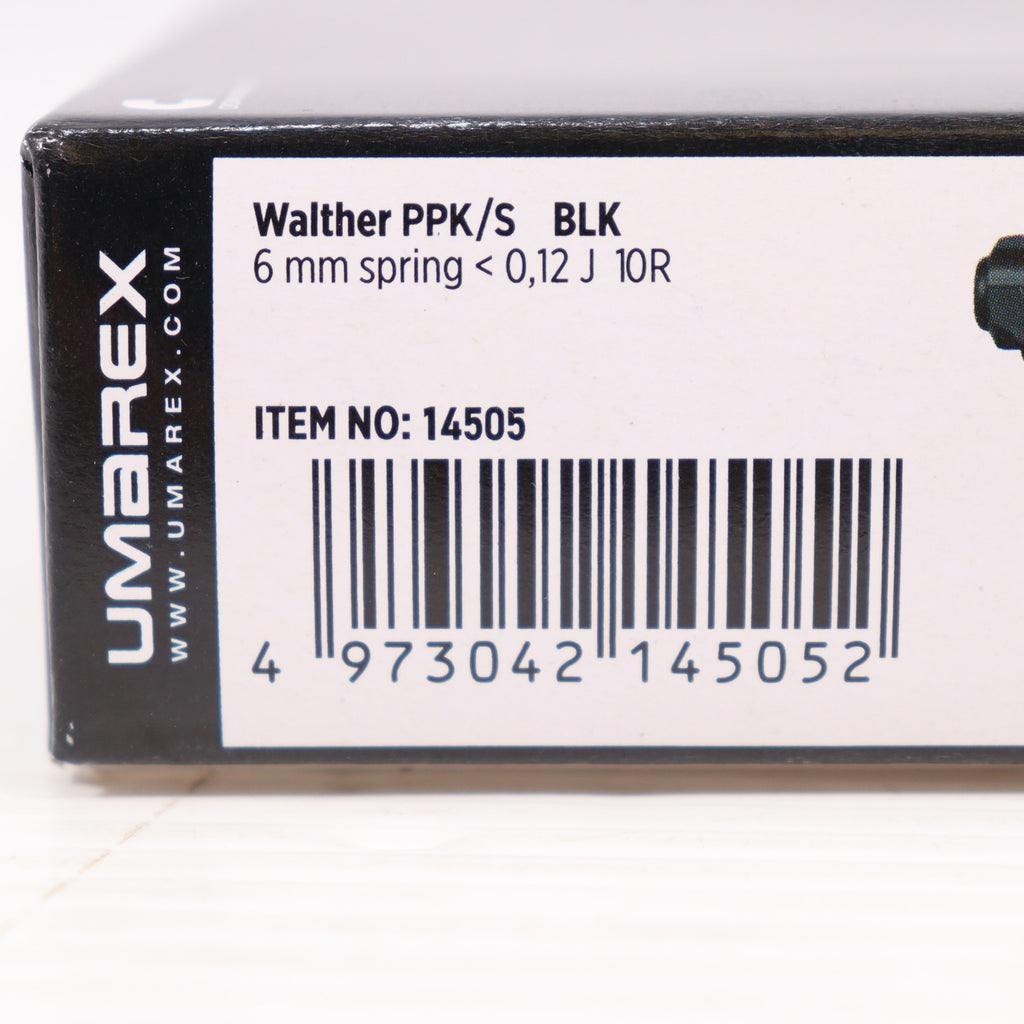 UMAREX
WWW.UMAREX.COM
Walther PPK/S BLK
6 mm spring < 0,12 J 10R
ITEM NO: 14505
4 973042 145052